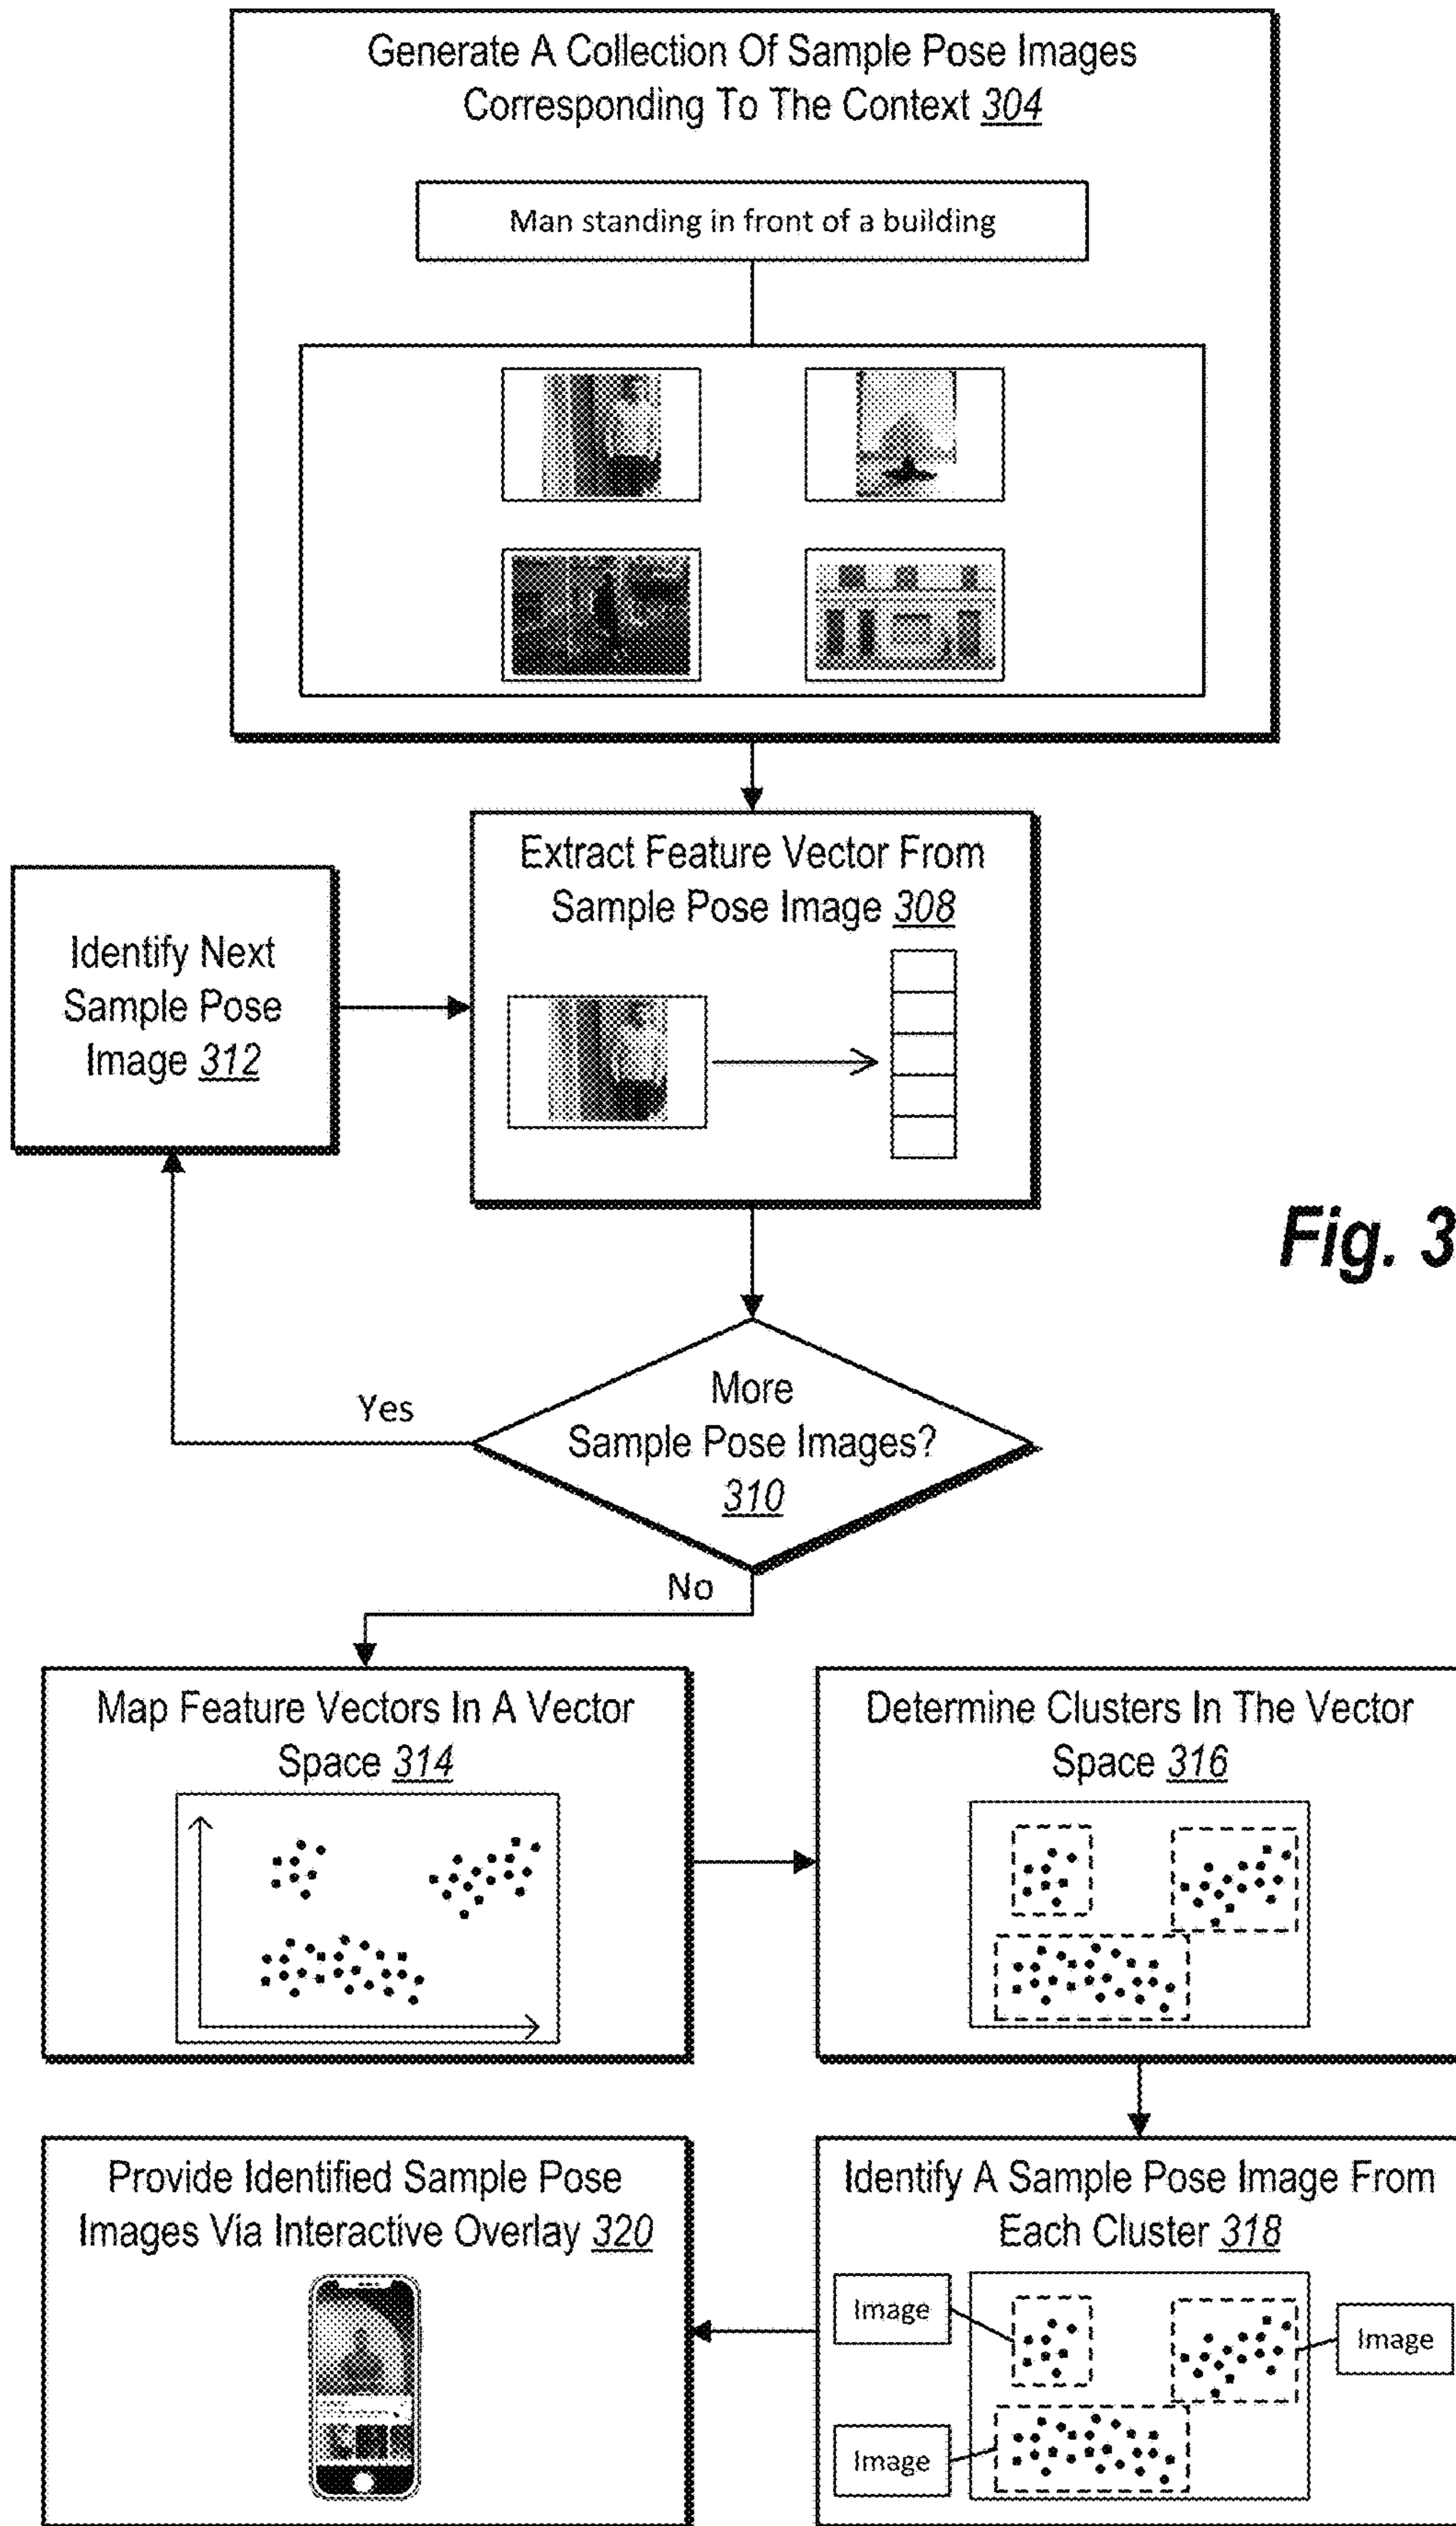 Generate A Collection Of Sample Pose Images
Corresponding To The Context 304
Man standing in front of a building
Extract Feature Vector From
Sample Pose Image 308
Identify Next
Sample Pose
Image 312
Fig. 3
More
Sample Pose Images?
310
Yes
No
Map Feature Vectors In A Vector
Space 314
Determine Clusters In The Vector
Space 316
Identify A Sample Pose Image From
Each Cluster 318
Image
Image
Image
Provide Identified Sample Pose
Images Via Interactive Overlay 320